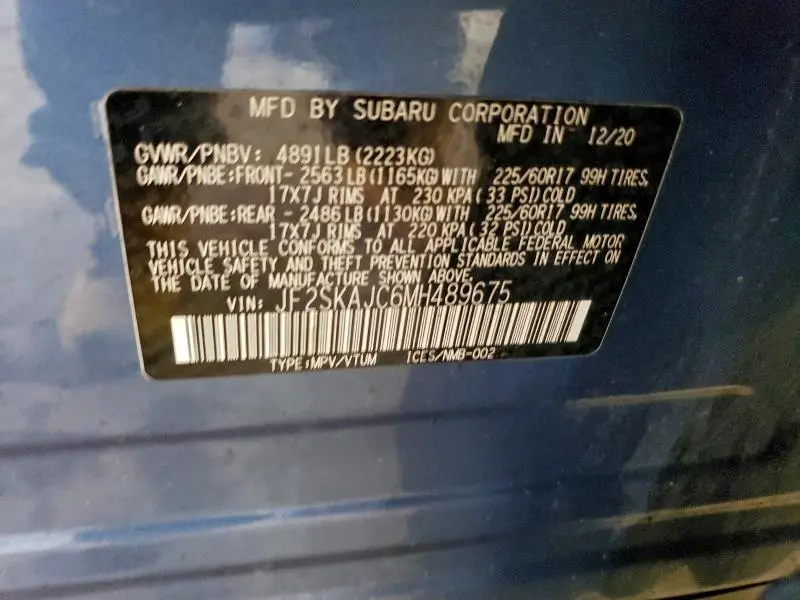 MFD BY SUBARU CORPORATION
MFD IN 12/20
GVWR/PNBV: 4891LB (2223KG)
GAWR/PNBE:FRONT- 2563LB (1165KG)WITH 225/60R17 99H TIRES,
17X7J RIMS AT 230 KPA( 33 PSI)COLD
GAWR/PNBE:REAR - 2486LB (1130KG)WITH 225/60R17 99H TIRES,
17X7J RIMS AT 220 KPA( 32 PSI)COLD
THIS VEHICLE CONFORMS TO ALL APPLICABLE FEDERAL MOTOR
VEHICLE SAFETY AND THEFT PREVENTION STANDARDS IN EFFECT ON
THE DATE OF MANUFACTURE SHOWN ABOVE.
VIN: JF2SKAJC6MH489675
TYPE:MPV/VTUM ICES/NMB-002